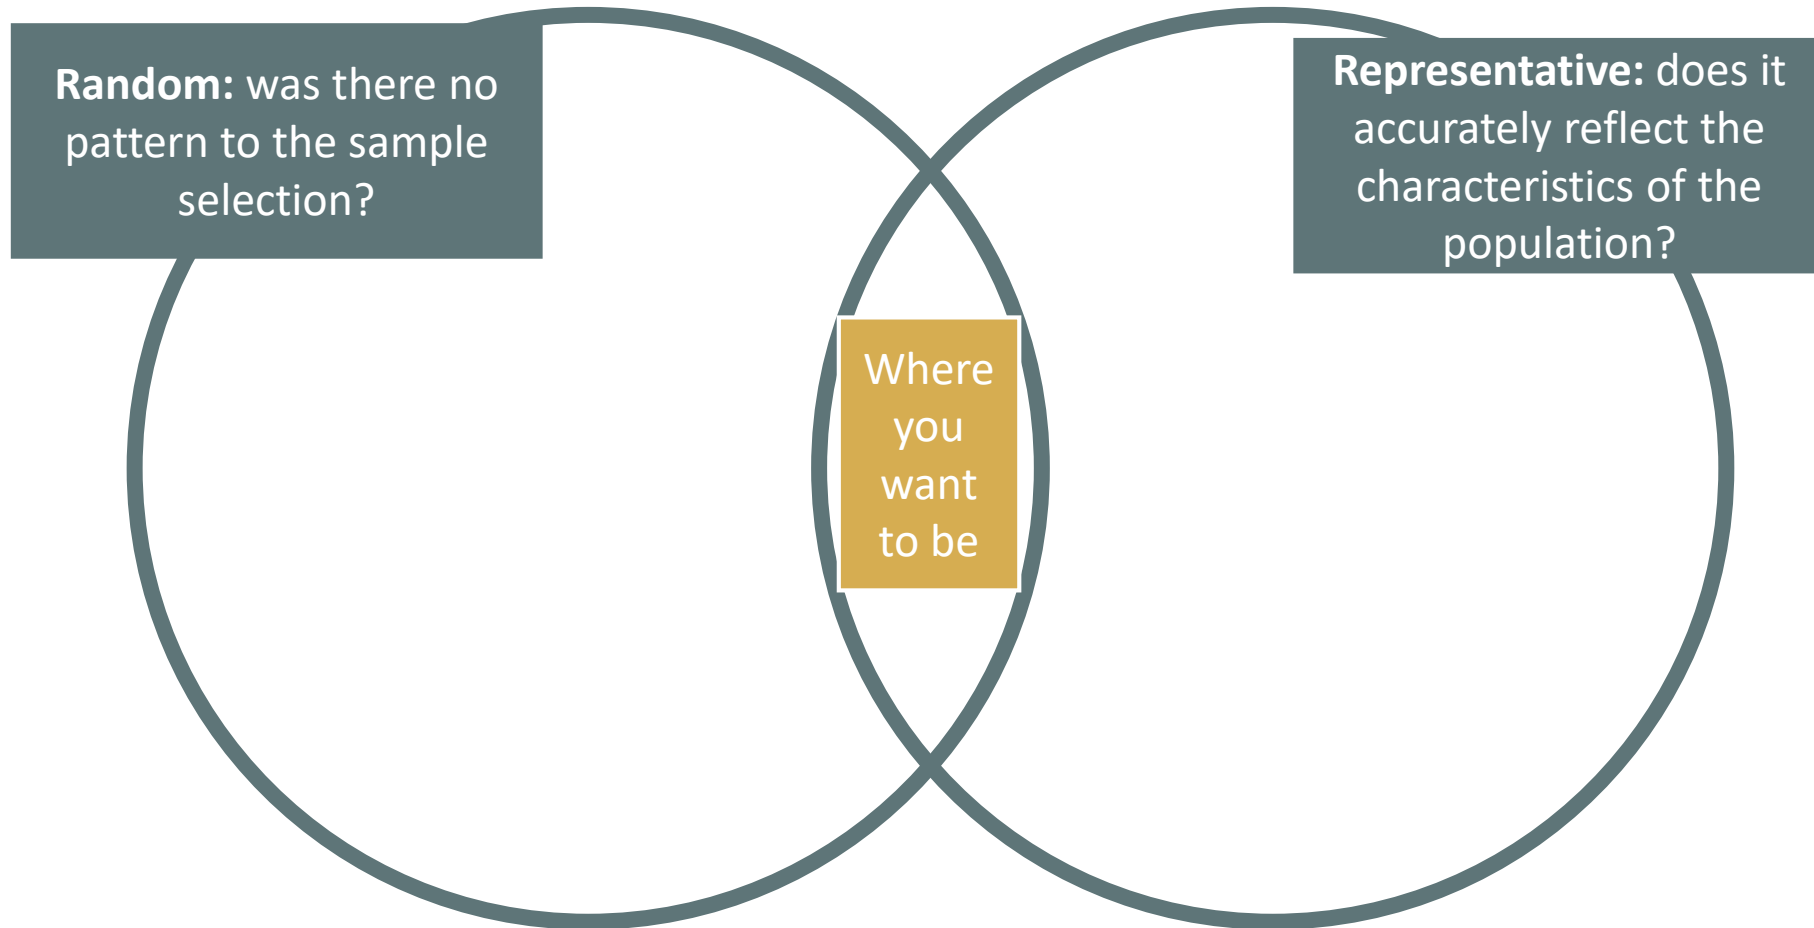 Random: was there no
pattern to the sample
selection?
Representative: does it
accurately reflect the
characteristics of the
population?
Where
you
want
to be